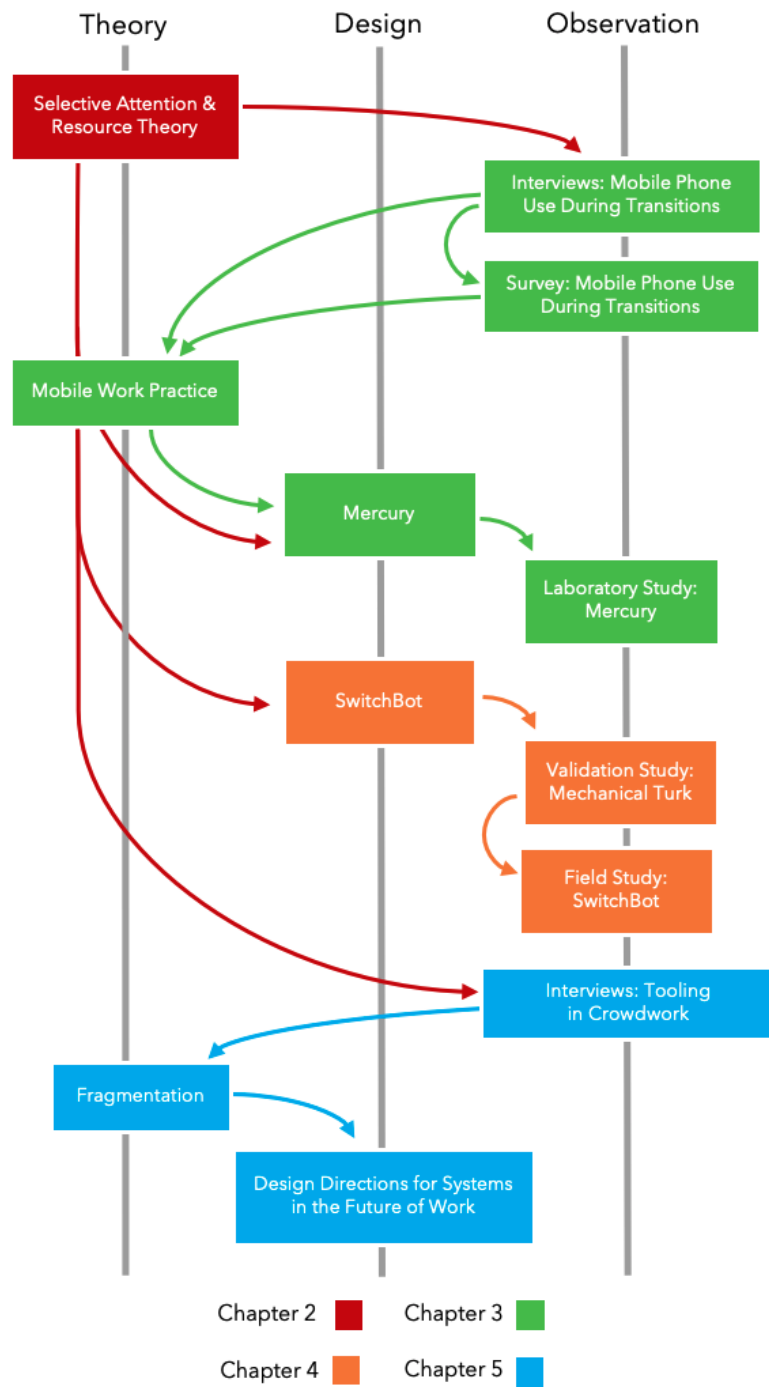 Theory
Design
Observation
Selective Attention &
Resource Theory
Interviews: Mobile Phone
Use During Transitions
Survey: Mobile Phone Use
During Transitions
Mobile Work Practice
Mercury
Laboratory Study:
Mercury
SwitchBot
Validation Study:
Mechanical Turk
Field Study:
SwitchBot
Interviews: Tooling
in Crowdwork
Fragmentation
Design Directions for Systems
in the Future of Work
Chapter 2
Chapter 3
Chapter 4
Chapter 5